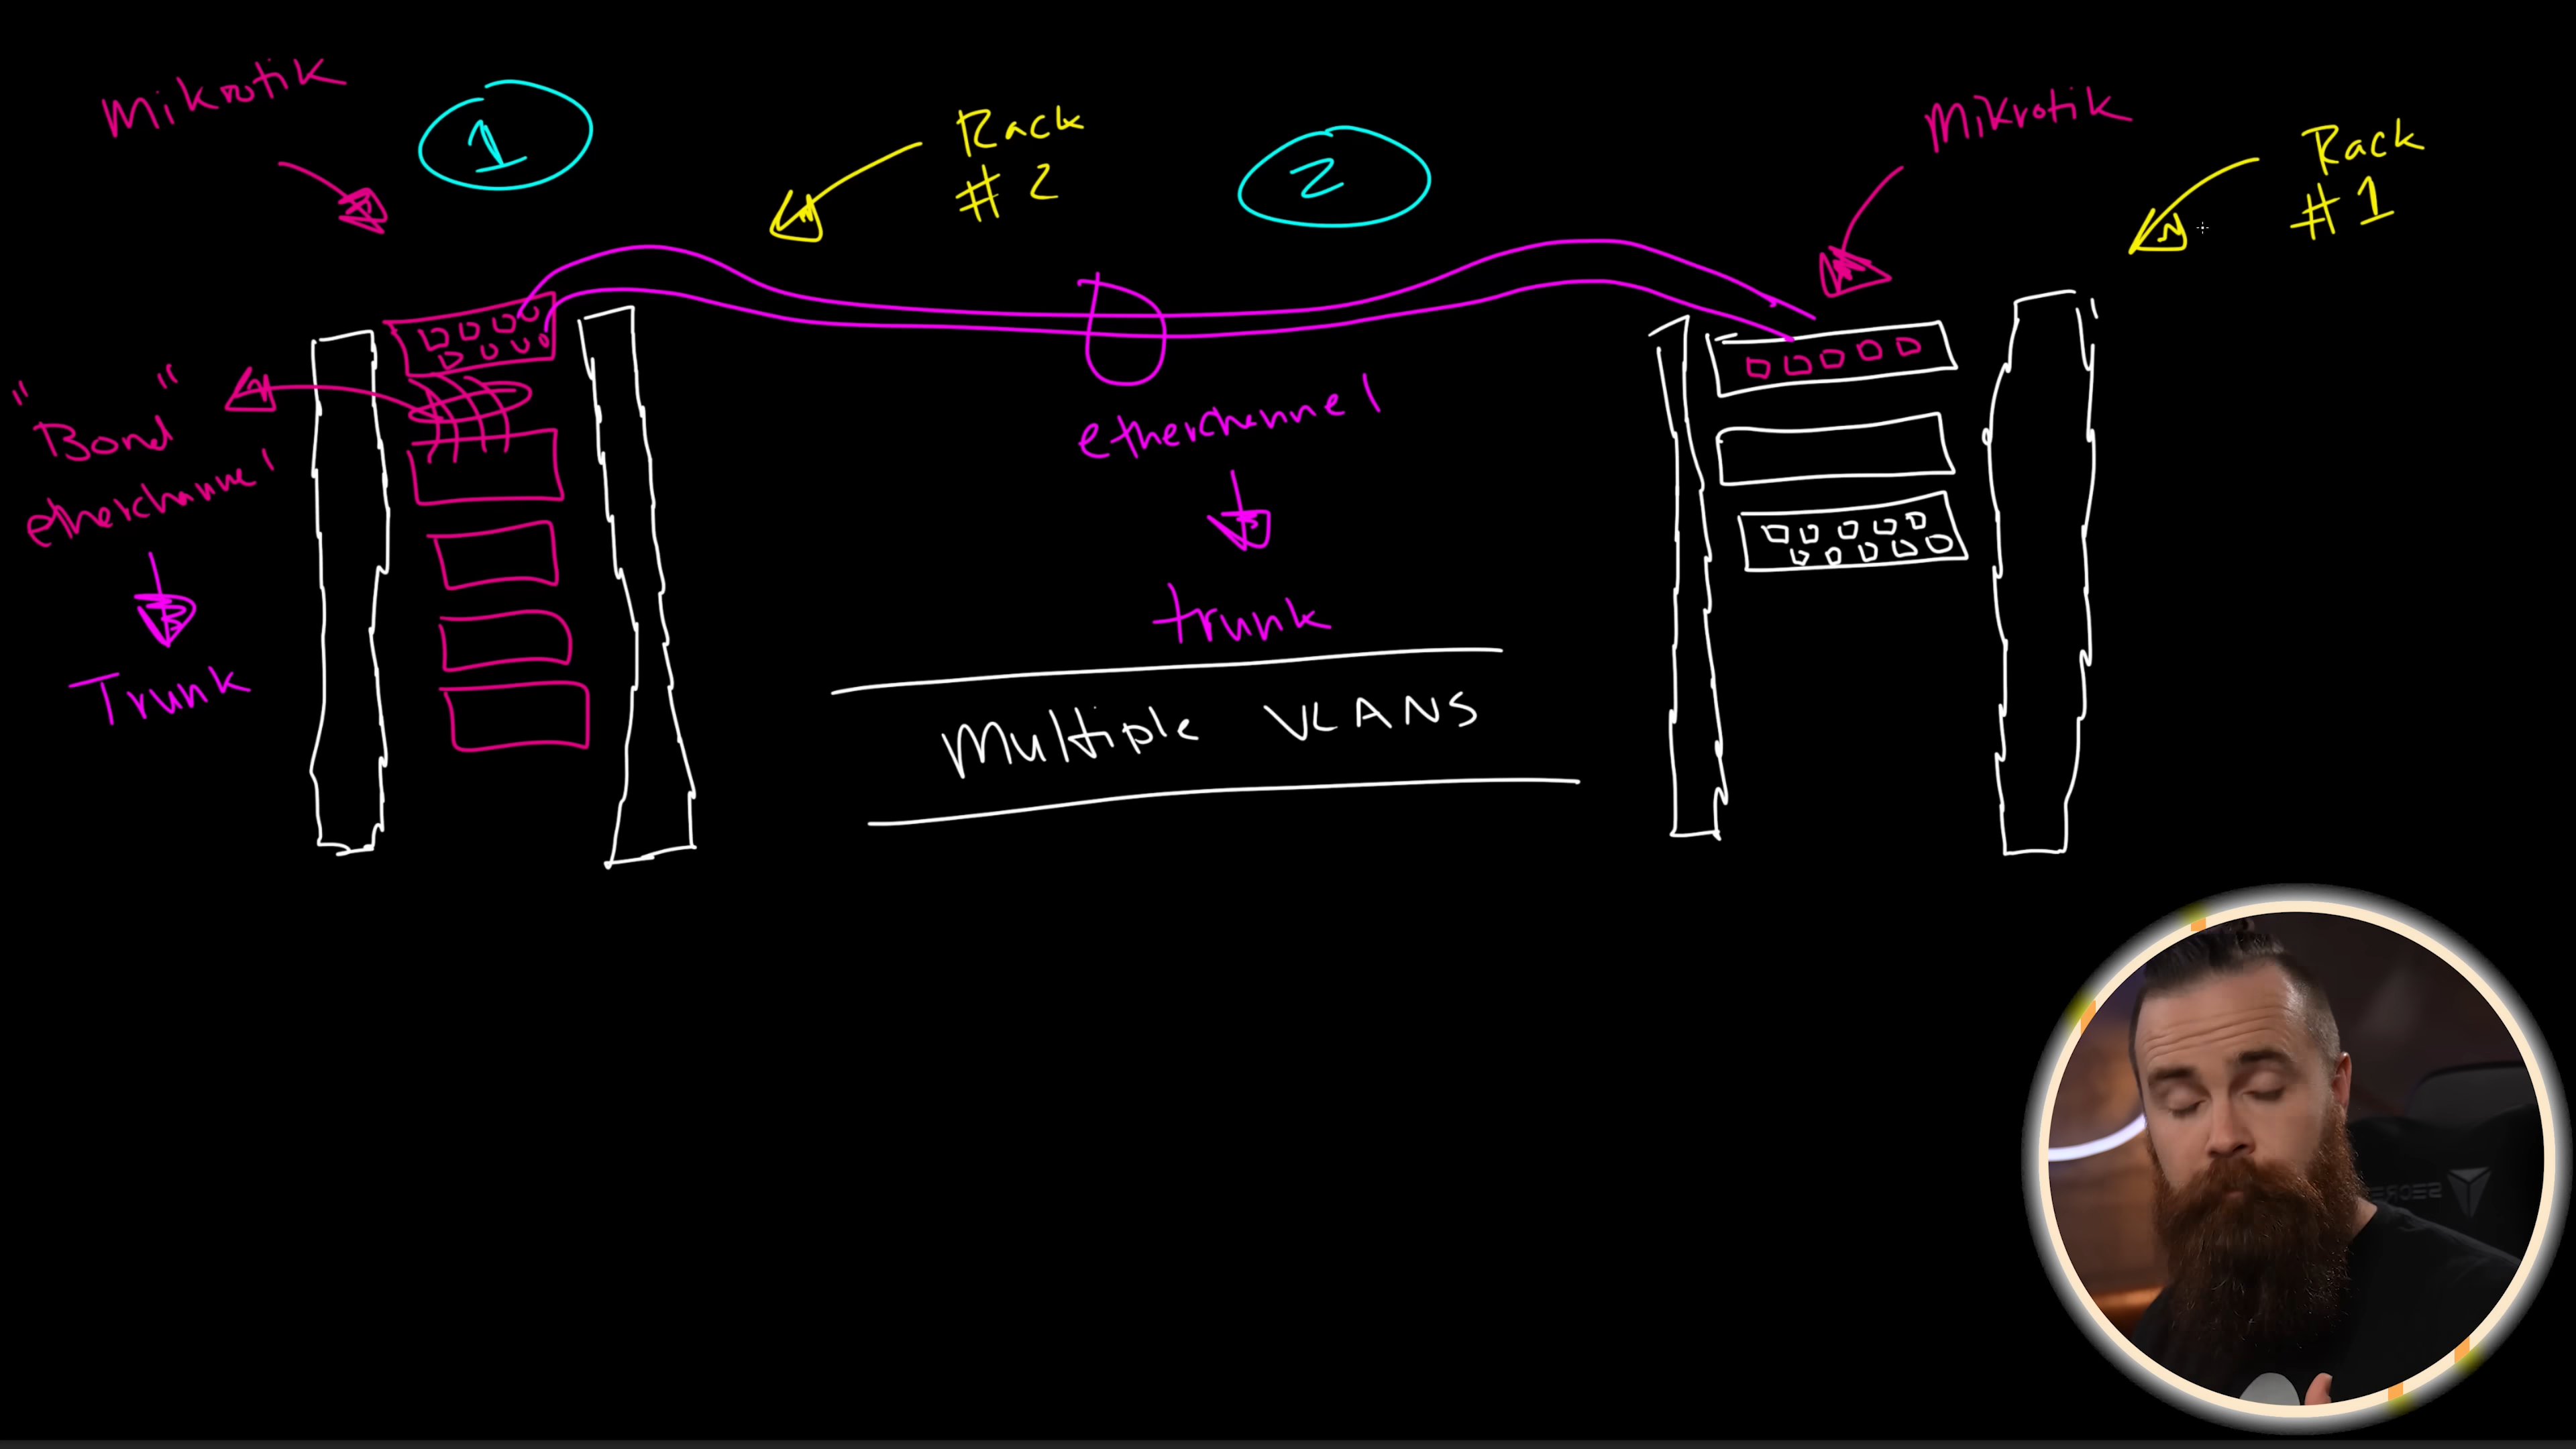 Mikrotik
1
Rack
# 2
2
Mikrotik
Rack
# 1
"Bond"
etherchannel
Trunk
etherchannel
trunk
Multiple VLANS